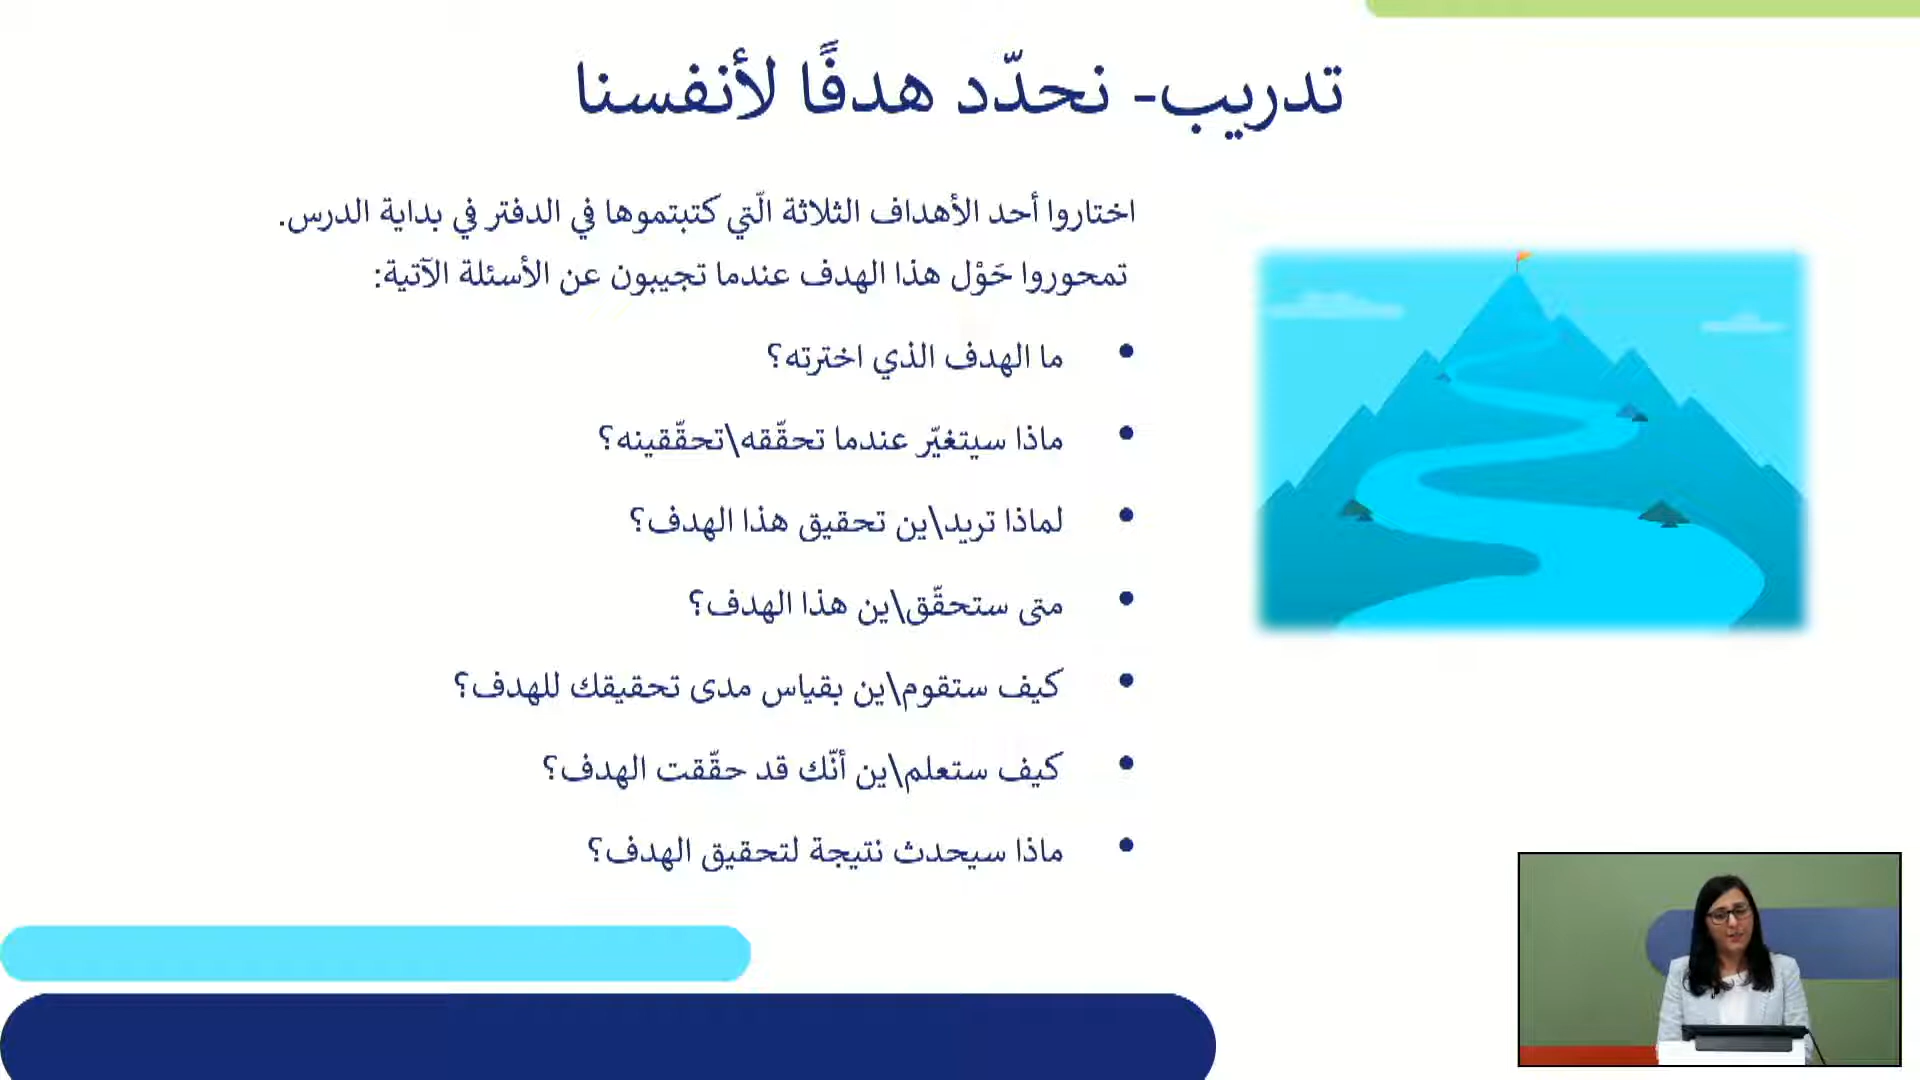 تدريب- نحدّد هدفًا لأنفسنا
اختاروا أحد الأهداف الثلاثة الّتي كتبتموها في الدفتر في بداية الدرس.
تمحوروا حَوْل هذا الهدف عندما تجيبون عن الأسئلة الآتية:
• ما الهدف الذي اخترته؟
• ماذا سيتغيّر عندما تحقّقه\تحقّقينه؟
• لماذا تريد\ين تحقيق هذا الهدف؟
• متى ستحقّق\ين هذا الهدف؟
• كيف ستقوم\ين بقياس مدى تحقيقك للهدف؟
• كيف ستعلم\ين أنّك قد حقّقت الهدف؟
• ماذا سيحدث نتيجة لتحقيق الهدف؟